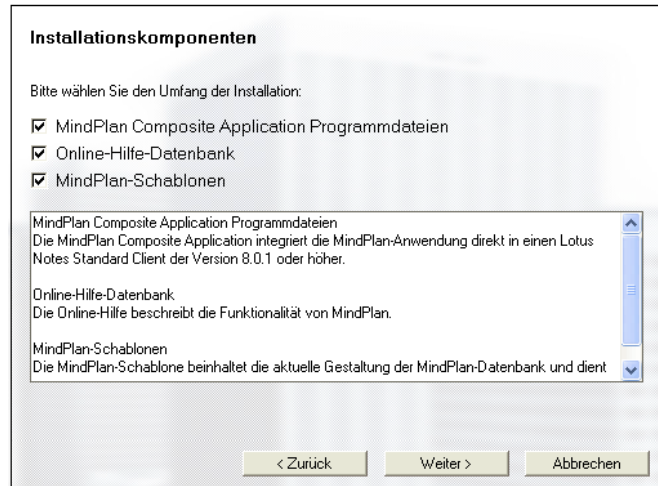 Installationskomponenten
Bitte wählen Sie den Umfang der Installation:
MindPlan Composite Application Programmdateien
Online-Hilfe-Datenbank
MindPlan-Schablonen
MindPlan Composite Application Programmdateien
Die MindPlan Composite Application integriert die MindPlan-Anwendung direkt in einen Lotus
Notes Standard Client der Version 8.0.1 oder höher.
Online-Hilfe-Datenbank
Die Online-Hilfe beschreibt die Funktionalität von MindPlan.
MindPlan-Schablonen
Die MindPlan-Schablone beinhaltet die aktuelle Gestaltung der MindPlan-Datenbank und dient
< Zurück Weiter > Abbrechen